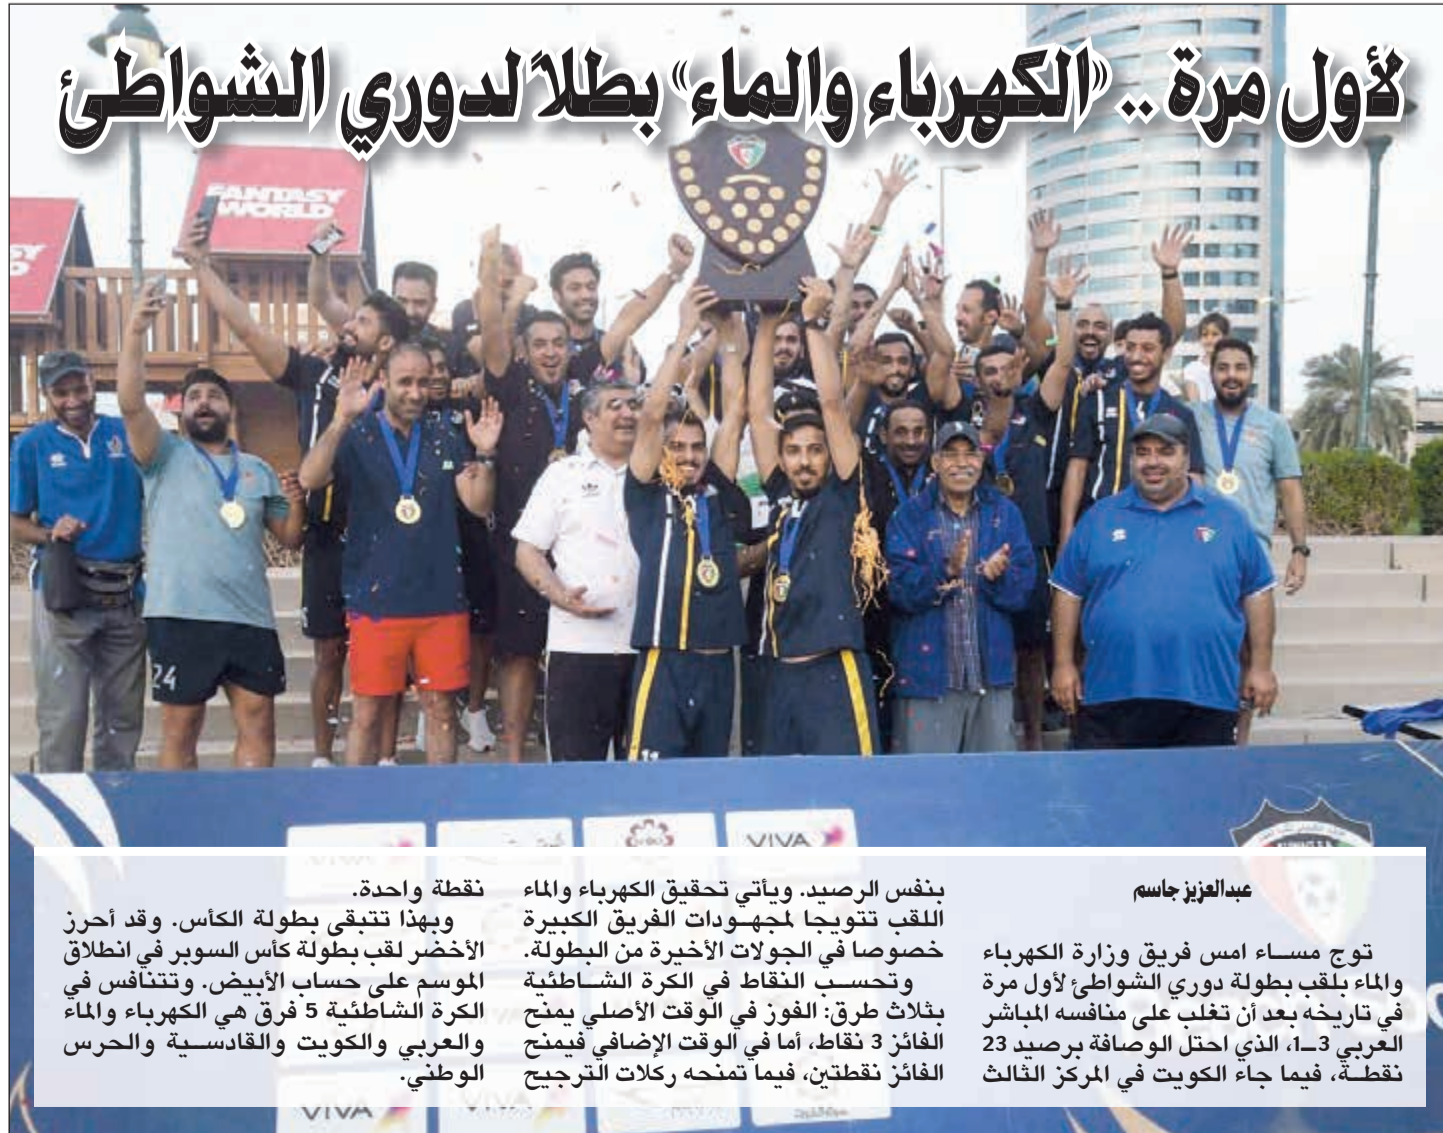 لأول مرة .. «الكهرباء والماء» بطلاً لدوري الشواطئ
FANTASY
WORLD
SY
D
24
11
VIVA
عبدالعزيز جاسم
توج مساء امس فريق وزارة الكهرباء
والماء بلقب بطولة دوري الشواطئ لأول مرة
في تاريخه بعد أن تغلب على منافسه المباشر
العربي 3-1، الذي احتل الوصافة برصيد 23
نقطة، فيما جاء الكويت في المركز الثالث
بنفس الرصيد. ويأتي تحقيق الكهرباء والماء
اللقب تتويجا لمجهودات الفريق الكبيرة
خصوصا في الجولات الأخيرة من البطولة.
وتحسب النقاط في الكرة الشاطئية
بثلاث طرق: الفوز في الوقت الأصلي يمنح
الفائز 3 نقاط، أما في الوقت الإضافي فيمنح
الفائز نقطتين، فيما تمنحه ركلات الترجيح
نقطة واحدة.
وبهذا تتبقى بطولة الكأس. وقد أحرز
الأخضر لقب بطولة كأس السوبر في انطلاق
الموسم على حساب الأبيض. وتتنافس في
الكرة الشاطئية 5 فرق هي الكهرباء والماء
والعربي والكويت والقادسية والحرس
الوطني.
VIVA
VIVA